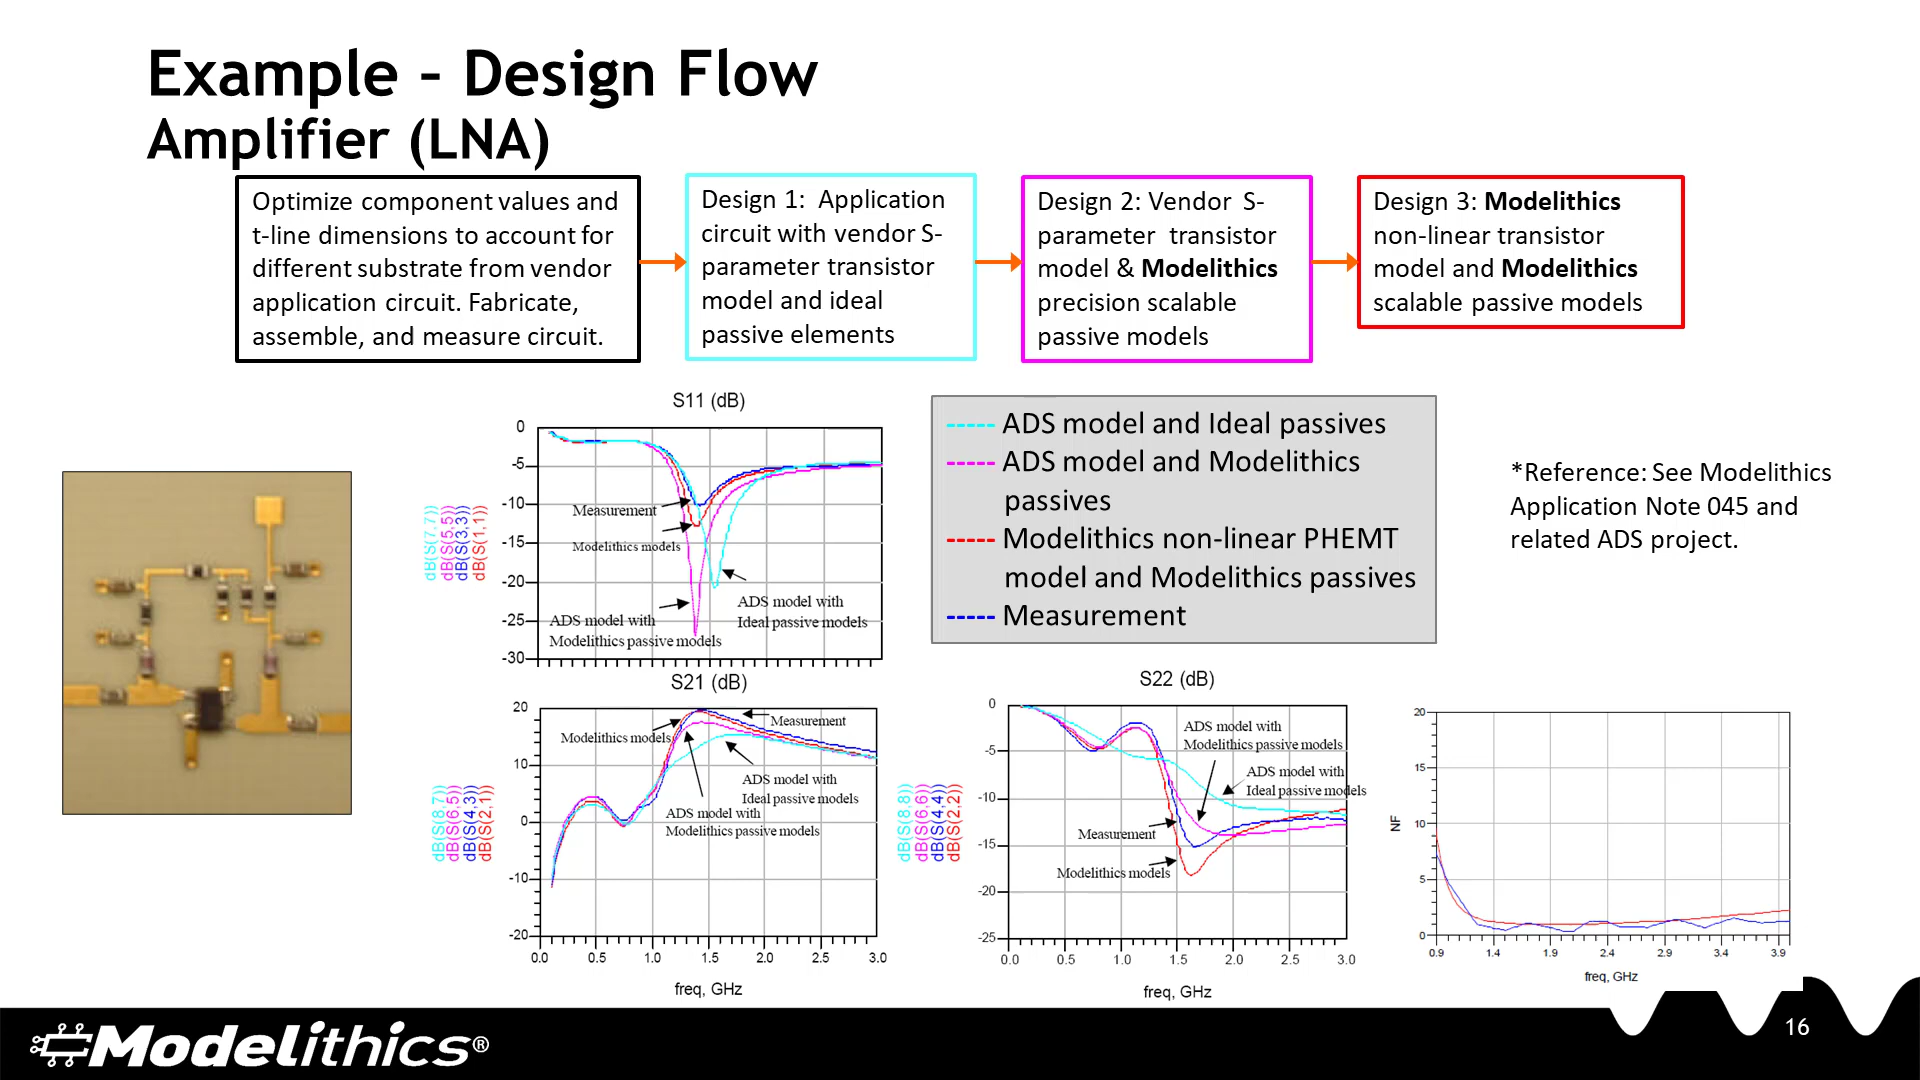 Example – Design Flow
Amplifier (LNA)
Optimize component values and
t-line dimensions to account for
different substrate from vendor
application circuit. Fabricate,
assemble, and measure circuit.
Design 1:  Application
circuit with vendor S-
parameter transistor
model and ideal
passive elements
Design 2: Vendor  S-
parameter  transistor
model & Modelithics
precision scalable
passive models
Design 3: Modelithics
non-linear transistor
model and Modelithics
scalable passive models
S11 (dB)
0
-5
-10
-15
-20
-25
-30
dB(S(7,7))
dB(S(5,5))
dB(S(3,3))
dB(S(1,1))
Measurement
Modelithics models
ADS model with
Ideal passive models
ADS model with
Modelithics passive models
----- ADS model and Ideal passives
----- ADS model and Modelithics
passives
----- Modelithics non-linear PHEMT
model and Modelithics passives
----- Measurement
*Reference: See Modelithics
Application Note 045 and
related ADS project.
S21 (dB)
20
10
0
-10
-20
dB(S(8,7))
dB(S(6,5))
dB(S(4,3))
dB(S(2,1))
Measurement
Modelithics models
ADS model with
Ideal passive models
ADS model with
Modelithics passive models
0.0 0.5 1.0 1.5 2.0 2.5 3.0
freq, GHz
S22 (dB)
0
-5
-10
-15
-20
-25
dB(S(8,8))
dB(S(6,6))
dB(S(4,4))
dB(S(2,2))
ADS model with
Modelithics passive models
ADS model with
Ideal passive models
Measurement
Modelithics models
0.0 0.5 1.0 1.5 2.0 2.5 3.0
freq, GHz
20
15
10
5
0
NF
0.9 1.4 1.9 2.4 2.9 3.4 3.9
freq, GHz
Modelithics®
16